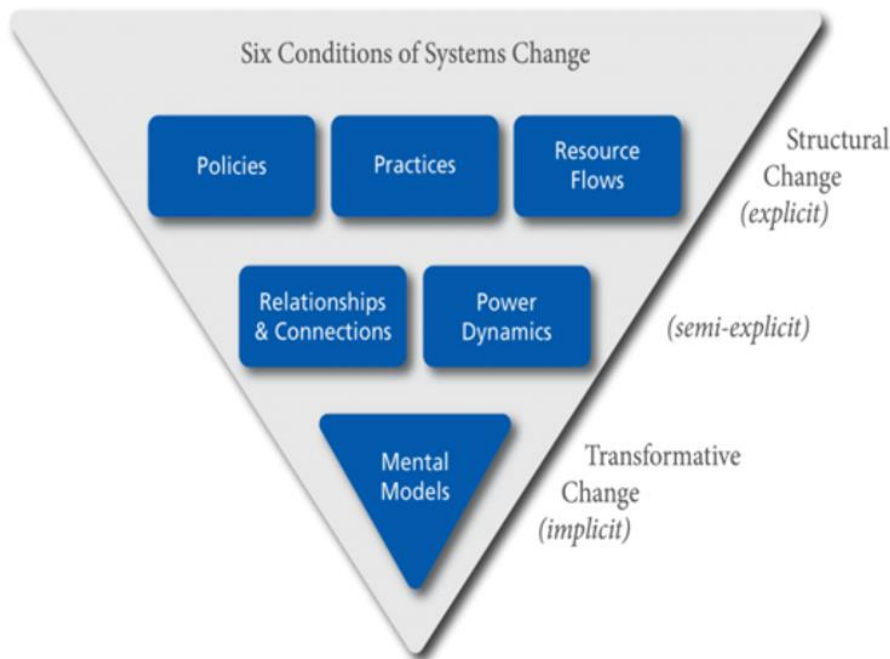 Six Conditions of Systems Change
Policies
Practices
Resource
Flows
Structural
Change
(explicit)
Relationships
& Connections
Power
Dynamics
(semi-explicit)
Mental
Models
Transformative
Change
(implicit)